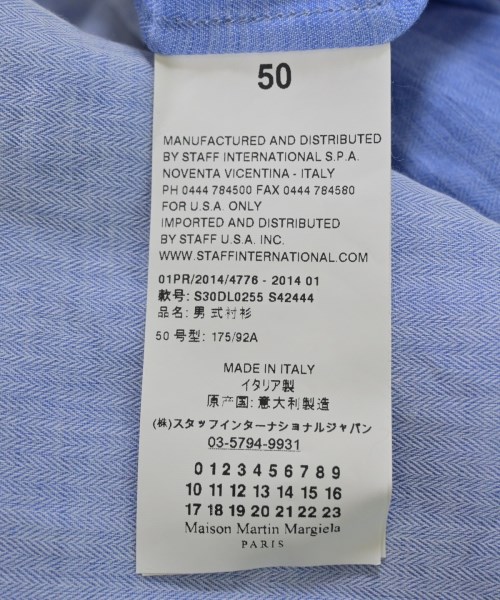 50
MANUFACTURED AND DISTRIBUTED
BY STAFF INTERNATIONAL S.P.A.
NOVENTA VICENTINA - ITALY
PH 0444 784500 FAX 0444 784580
FOR U.S.A. ONLY
IMPORTED AND DISTRIBUTED
BY STAFF U.S.A. INC.
WWW.STAFFINTERNATIONAL.COM
01PR/2014/4776 - 2014 01
款号: S30DL0255 S42444
品名: 男式衬衫
50 号型: 175/92A
MADE IN ITALY
イタリア製
原产国: 意大利製造
(株)スタッフインターナショナルジャパン
03-5794-9931
0 1 2 3 4 5 6 7 8 9
10 11 12 13 14 15 16
17 18 19 20 21 22 23
Maison Martin Margiela
PARIS